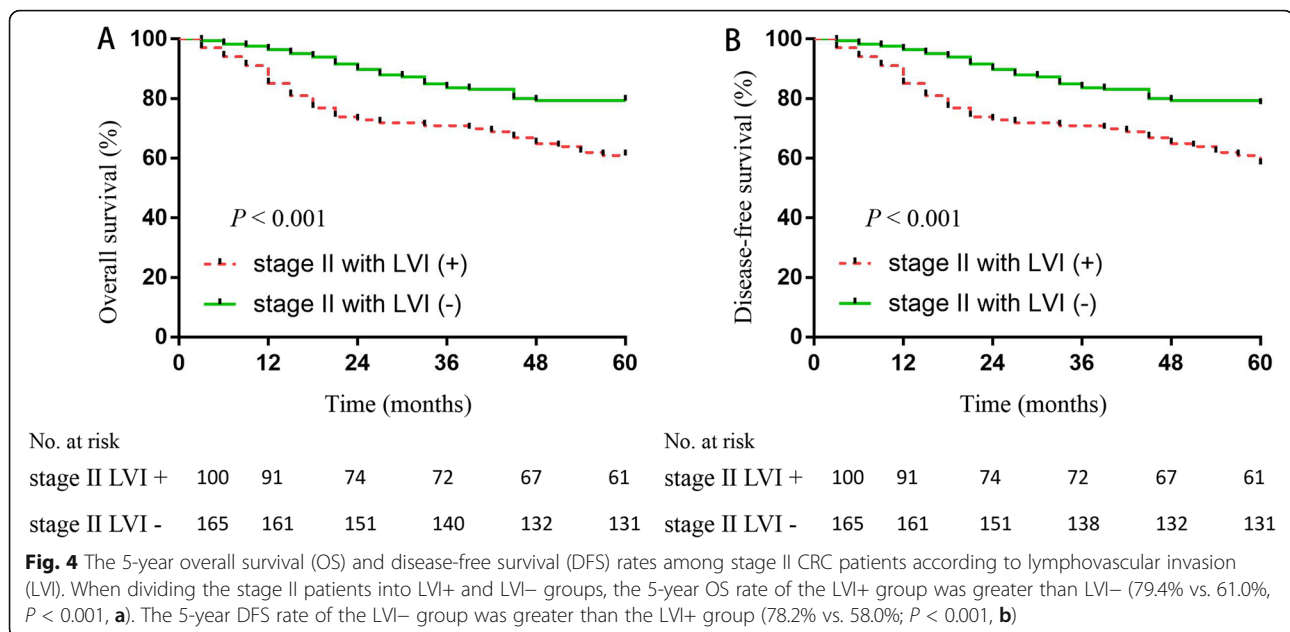 A
Overall survival (%)
100
80
60
40
20
0
P < 0.001
stage II with LVI (+)
stage II with LVI (-)
0 12 24 36 48 60
Time (months)
No. at risk
stage II LVI + 100 91 74 72 67 61
stage II LVI - 165 161 151 140 132 131
B
Disease-free survival (%)
100
80
60
40
20
0
P < 0.001
stage II with LVI (+)
stage II with LVI (-)
0 12 24 36 48 60
Time (months)
No. at risk
stage II LVI + 100 91 74 72 67 61
stage II LVI - 165 161 151 138 132 131
Fig. 4 The 5-year overall survival (OS) and disease-free survival (DFS) rates among stage II CRC patients according to lymphovascular invasion
(LVI). When dividing the stage II patients into LVI+ and LVI− groups, the 5-year OS rate of the LVI+ group was greater than LVI− (79.4% vs. 61.0%,
P < 0.001, a). The 5-year DFS rate of the LVI− group was greater than the LVI+ group (78.2% vs. 58.0%; P < 0.001, b)